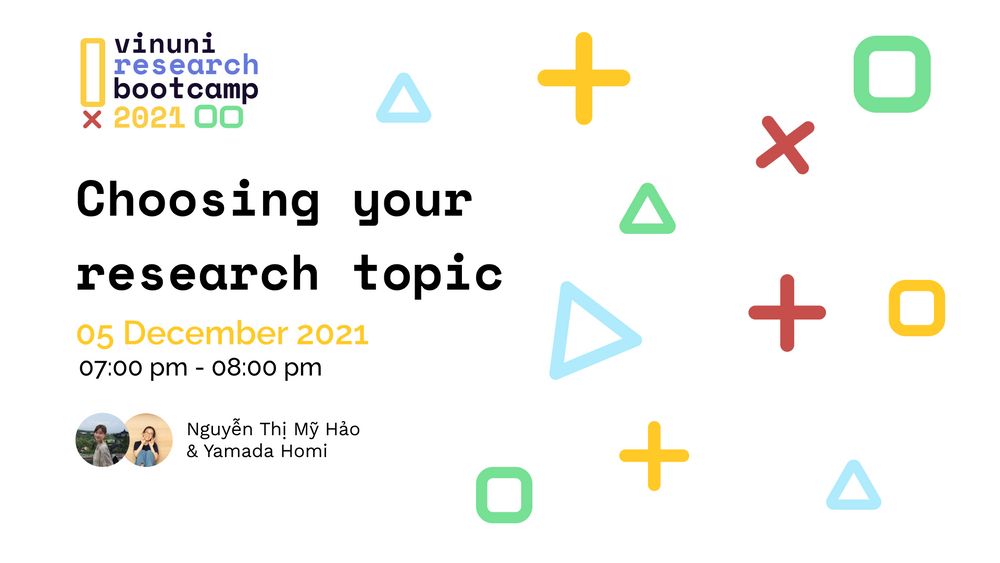 vinuni
research
bootcamp
2021
Choosing your
research topic
05 December 2021
07:00 pm - 08:00 pm
Nguyễn Thị Mỹ Hảo
& Yamada Homi